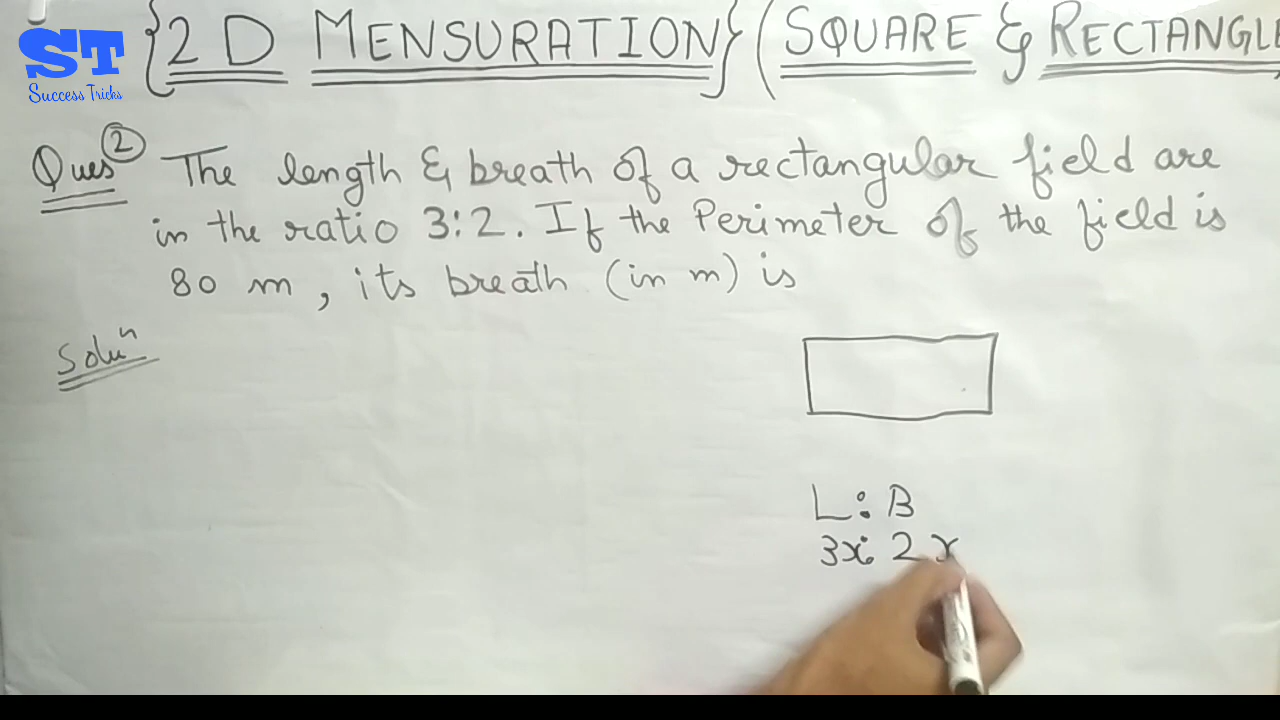 ST
Success Tricks
{2 D MENSURATION} (SQUARE & RECTANGLE
Ques 2 The length & breath of a rectangular field are
in the ratio 3:2. If the Perimeter of the field is
80 m, its breath (in m) is
Soluⁿ
L : B
3x : 2x